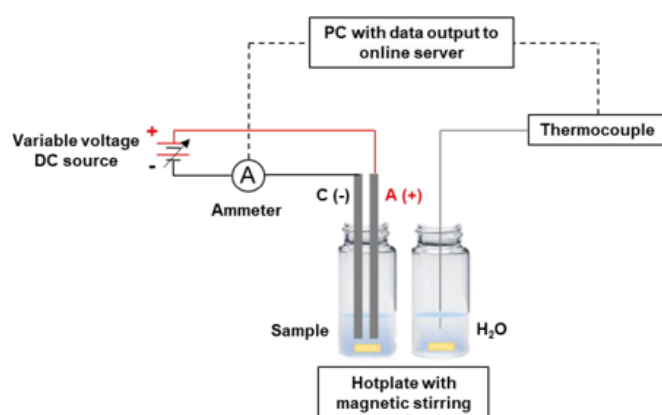 PC with data output to
online server
+
Variable voltage
DC source
-
Thermocouple
A
Ammeter
C (-)
A (+)
Sample
H₂O
Hotplate with
magnetic stirring